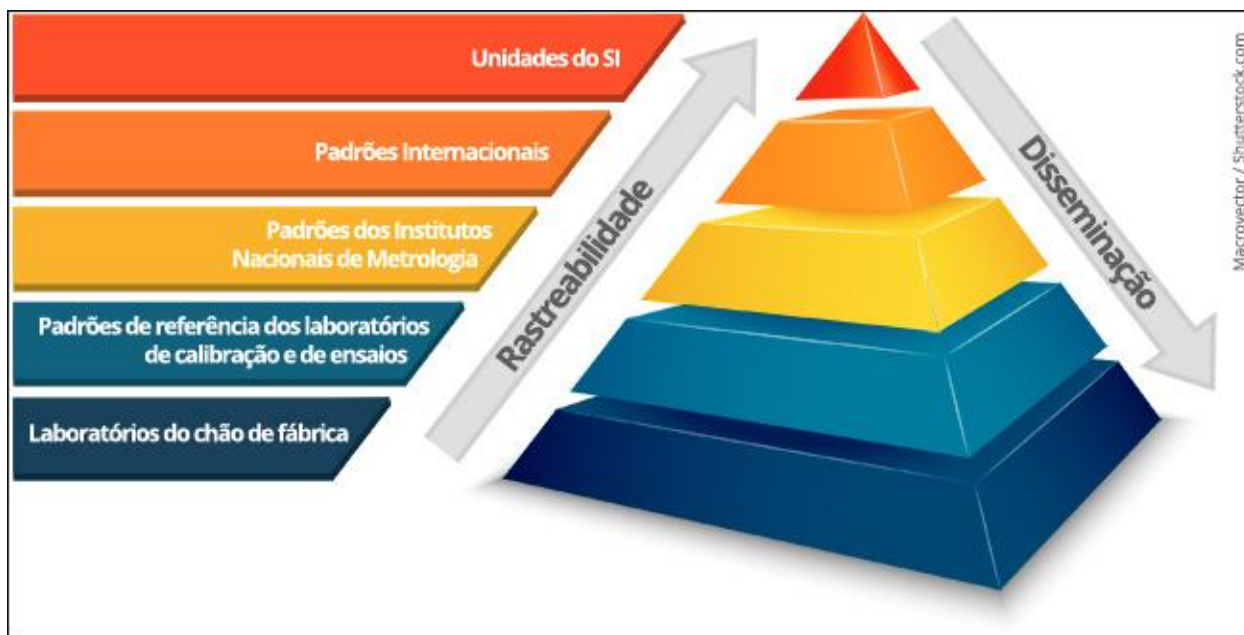 Unidades do SI
Padrões Internacionais
Padrões dos Institutos
Nacionais de Metrologia
Padrões de referência dos laboratórios
de calibração e de ensaios
Laboratórios do chão de fábrica
Rastreabilidade
Disseminação
Macrovector / Shutterstock.com